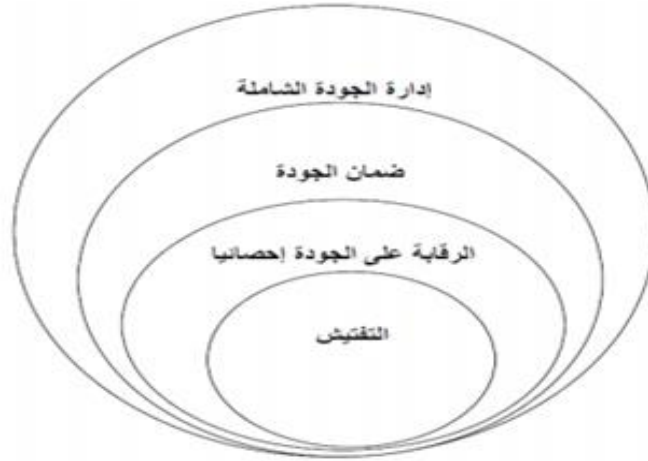 إدارة الجودة الشاملة
ضمان الجودة
الرقابة على الجودة إحصائيا
التفتيش